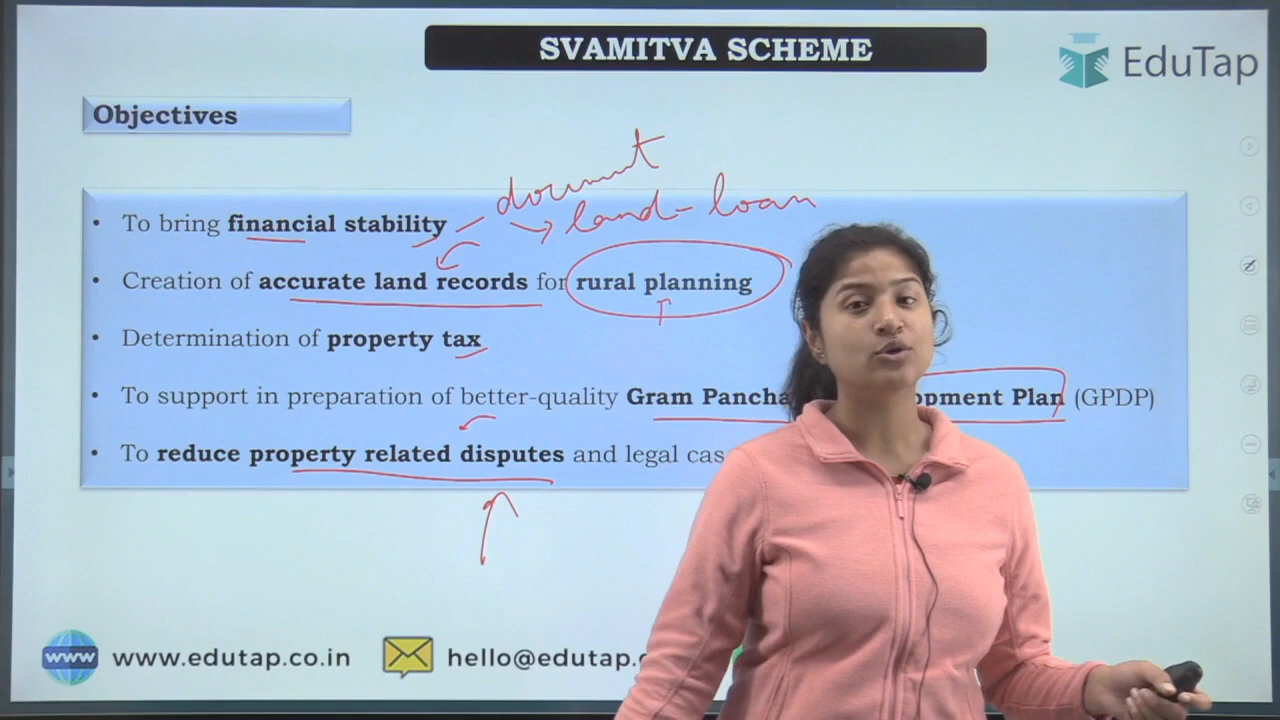 SVAMITVA SCHEME
EduTap
Objectives
document
land - loan
• To bring financial stability
• Creation of accurate land records for rural planning
• Determination of property tax
• To support in preparation of better-quality Gram Pancha opment Plan (GPDP)
• To reduce property related disputes and legal cas
www www.edutap.co.in
hello@edutap.